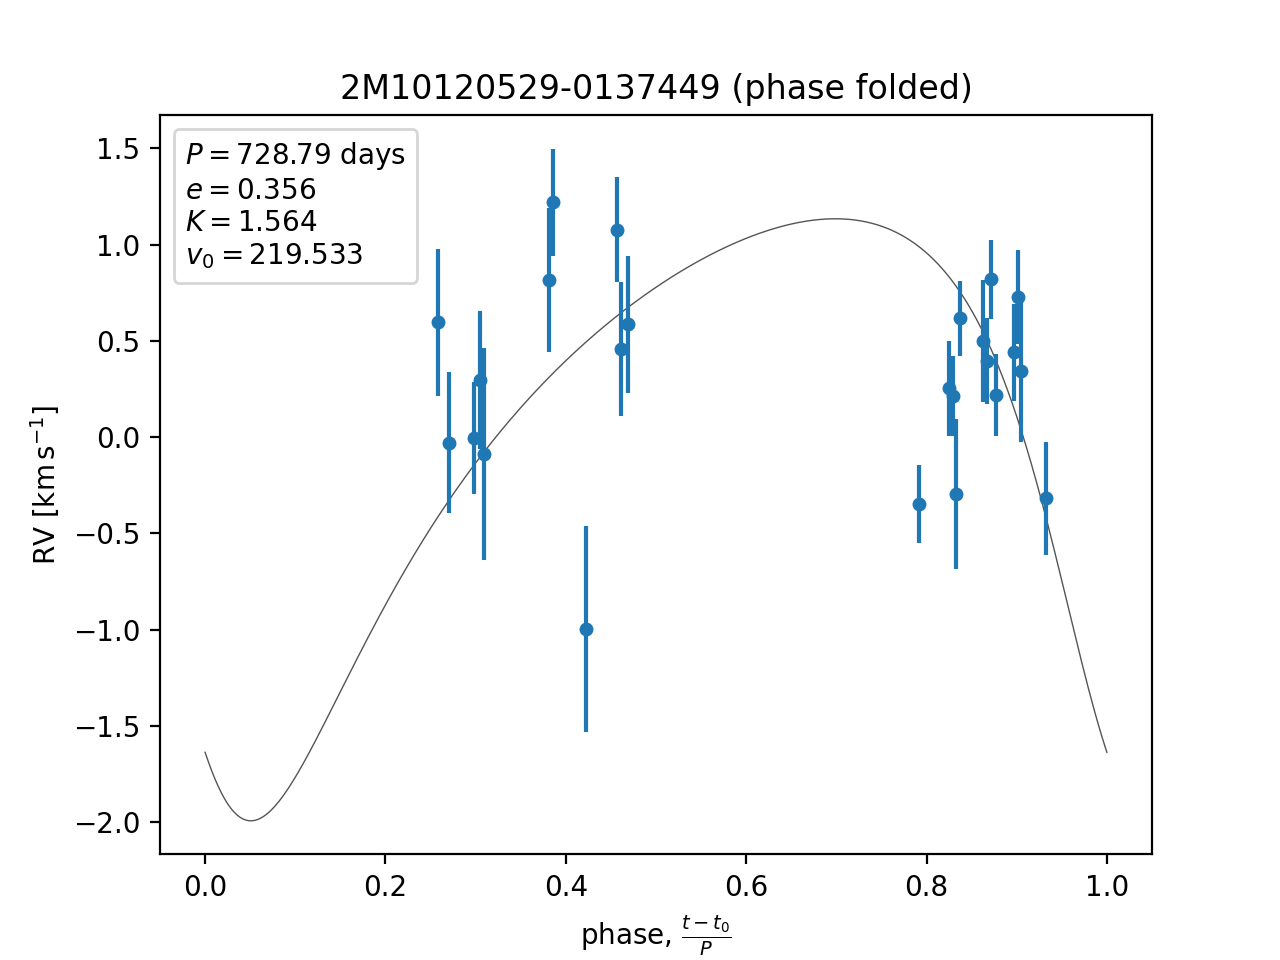 2M10120529-0137449 (phase folded)
P = 728.79 days
e = 0.356
K = 1.564
v₀ = 219.533
1.5
1.0
0.5
0.0
−0.5
−1.0
−1.5
−2.0
RV [km s⁻¹]
0.0 0.2 0.4 0.6 0.8 1.0
phase, (t − t₀)/P